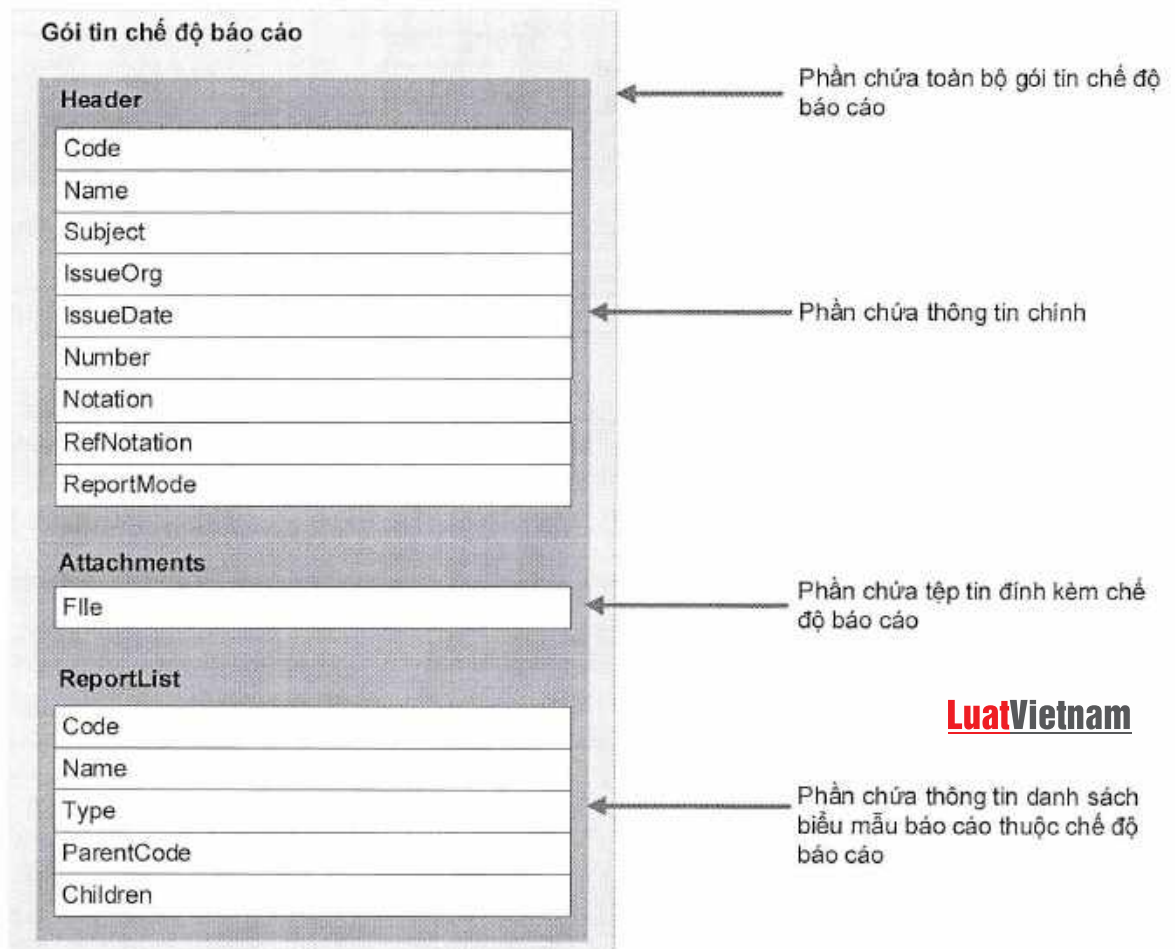 Gói tin chế độ báo cáo
Header
Code
Name
Subject
IssueOrg
IssueDate
Number
Notation
RefNotation
ReportMode
Attachments
FIle
ReportList
Code
Name
Type
ParentCode
Children
Phần chứa toàn bộ gói tin chế độ
báo cáo
Phần chứa thông tin chính
Phần chứa tệp tin đính kèm chế
độ báo cáo
LuatVietnam
Phần chứa thông tin danh sách
biểu mẫu báo cáo thuộc chế độ
báo cáo